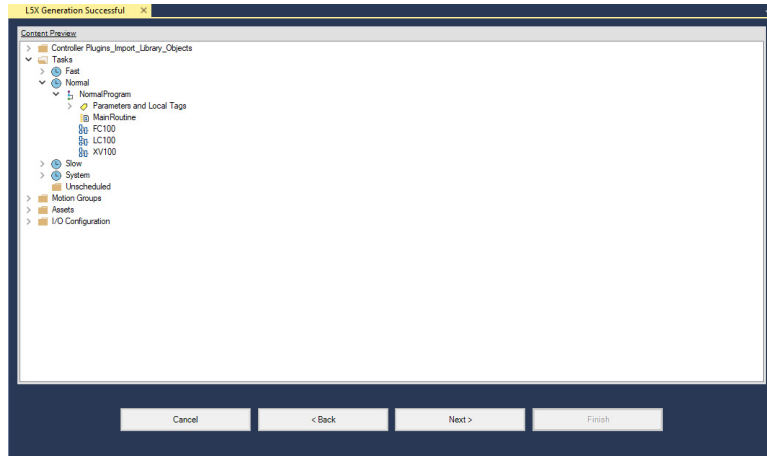 L5X Generation Successful
Content Preview
Controller Plugins_Import_Library_Objects
Tasks
Fast
Normal
NormalProgram
Parameters and Local Tags
MainRoutine
FC100
LC100
XV100
Slow
System
Unscheduled
Motion Groups
Assets
I/O Configuration
Cancel
< Back
Next >
Finish